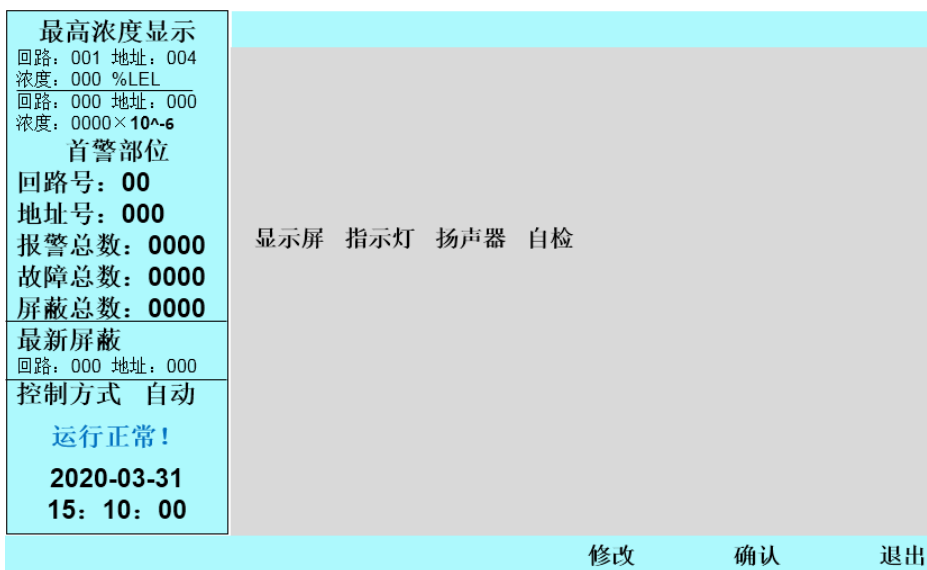 最高浓度显示
回路：001 地址：004
浓度：000 %LEL
回路：000 地址：000
浓度：0000×10^-6
首警部位
回路号：00
地址号：000
报警总数：0000
故障总数：0000
屏蔽总数：0000
最新屏蔽
回路：000 地址：000
控制方式 自动
运行正常！
2020-03-31
15：10：00
显示屏 指示灯 扬声器 自检
修改 确认 退出